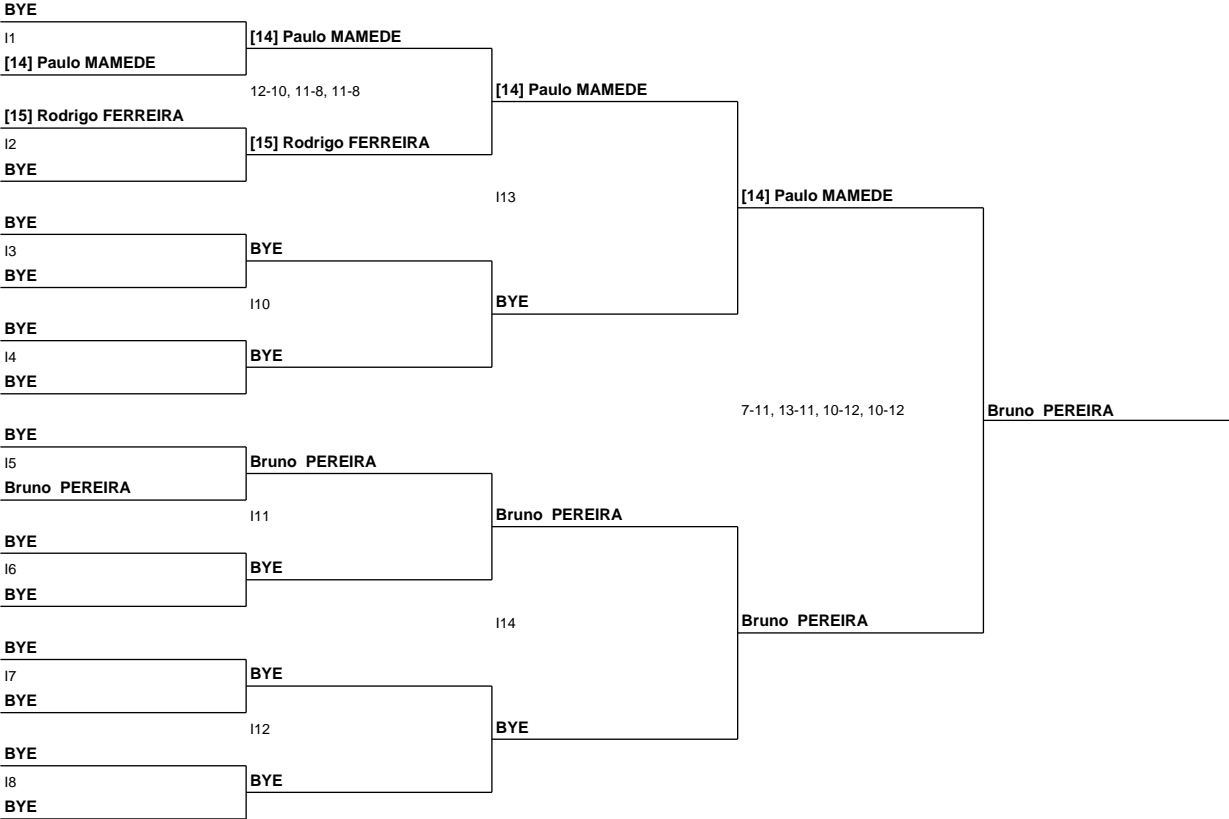 BYE
I1
[14] Paulo MAMEDE
[14] Paulo MAMEDE
12-10, 11-8, 11-8
[14] Paulo MAMEDE
[15] Rodrigo FERREIRA
I2
[15] Rodrigo FERREIRA
BYE
I13
[14] Paulo MAMEDE
BYE
I3
BYE
BYE
I10
BYE
BYE
I4
BYE
BYE
7-11, 13-11, 10-12, 10-12
Bruno PEREIRA
BYE
I5
Bruno PEREIRA
Bruno PEREIRA
I11
Bruno PEREIRA
BYE
I6
BYE
BYE
I14
Bruno PEREIRA
BYE
I7
BYE
BYE
I12
BYE
BYE
I8
BYE
BYE